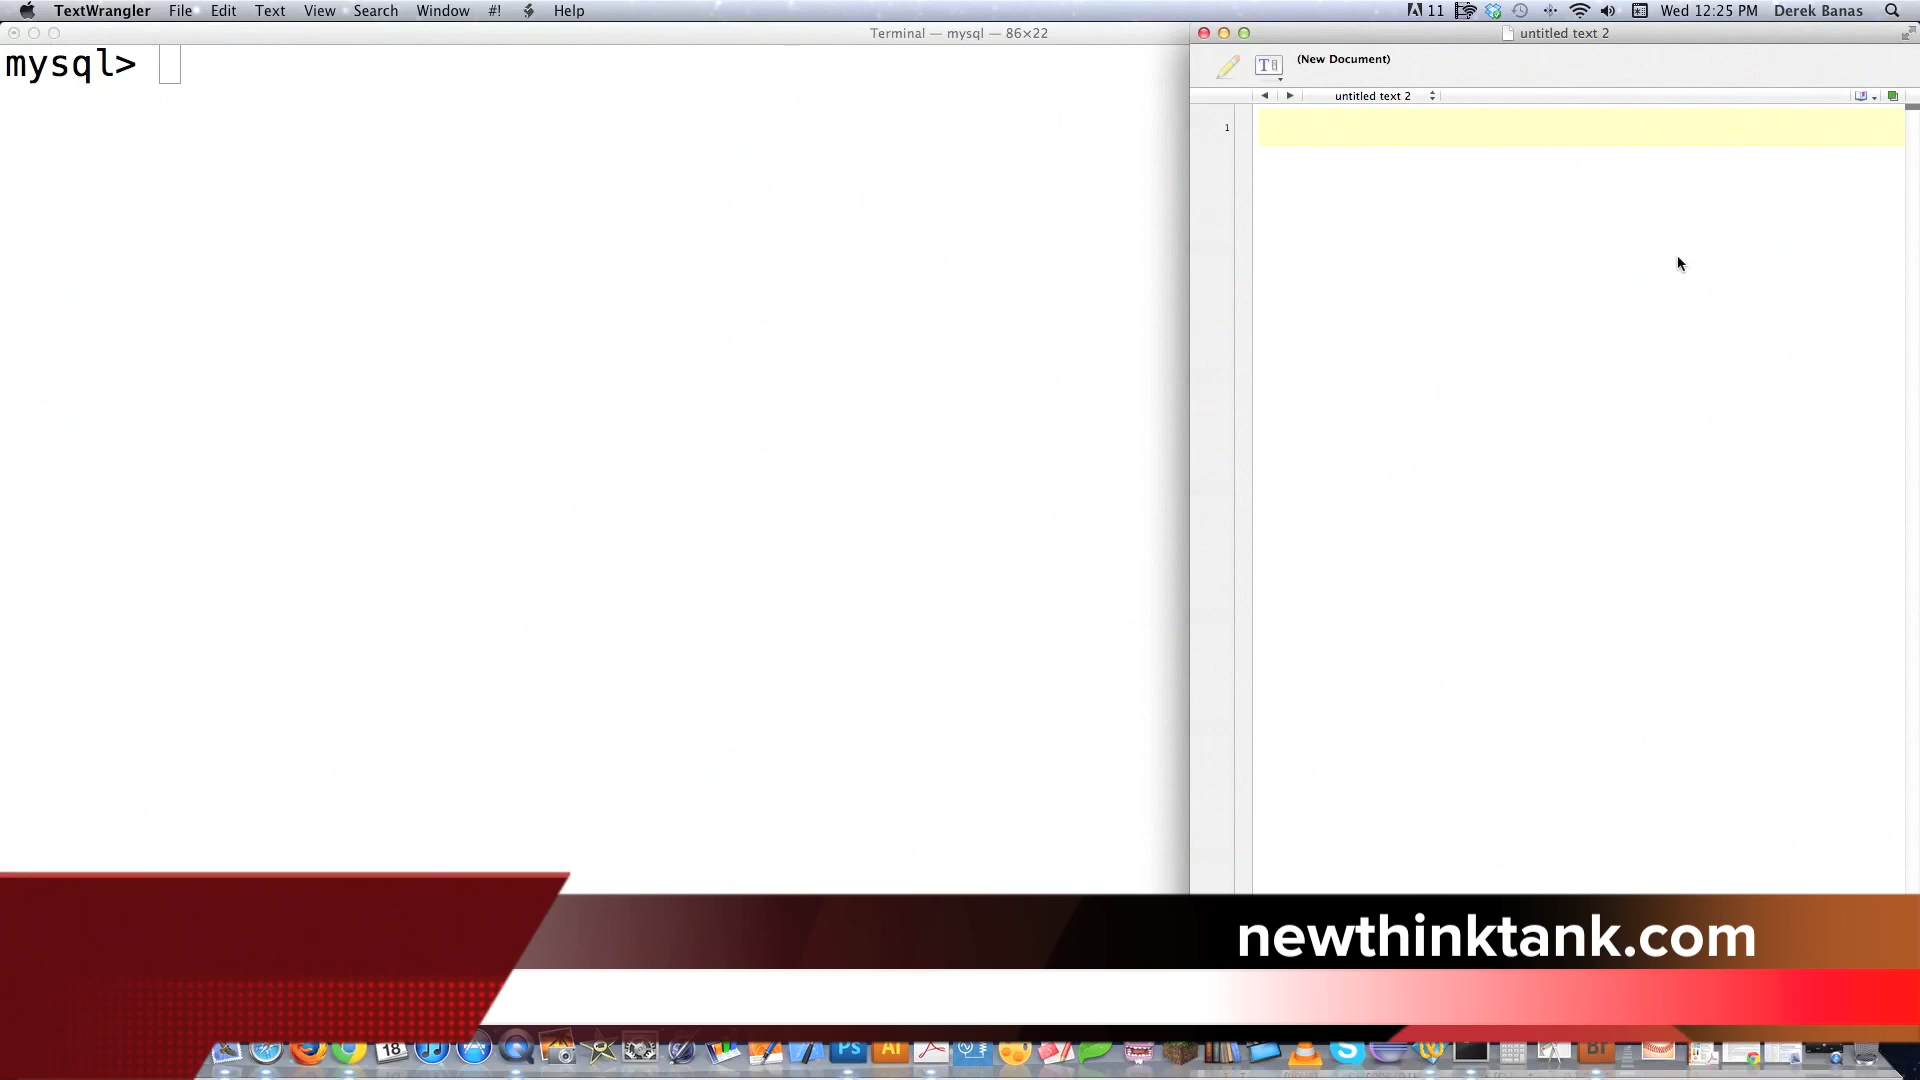 TextWrangler File Edit Text View Search Window #! Help
11 Wed 12:25 PM Derek Banas
Terminal — mysql — 86×22
untitled text 2
mysql>
(New Document)
untitled text 2
1
newthinktank.com
18
Ps
Ai
Br